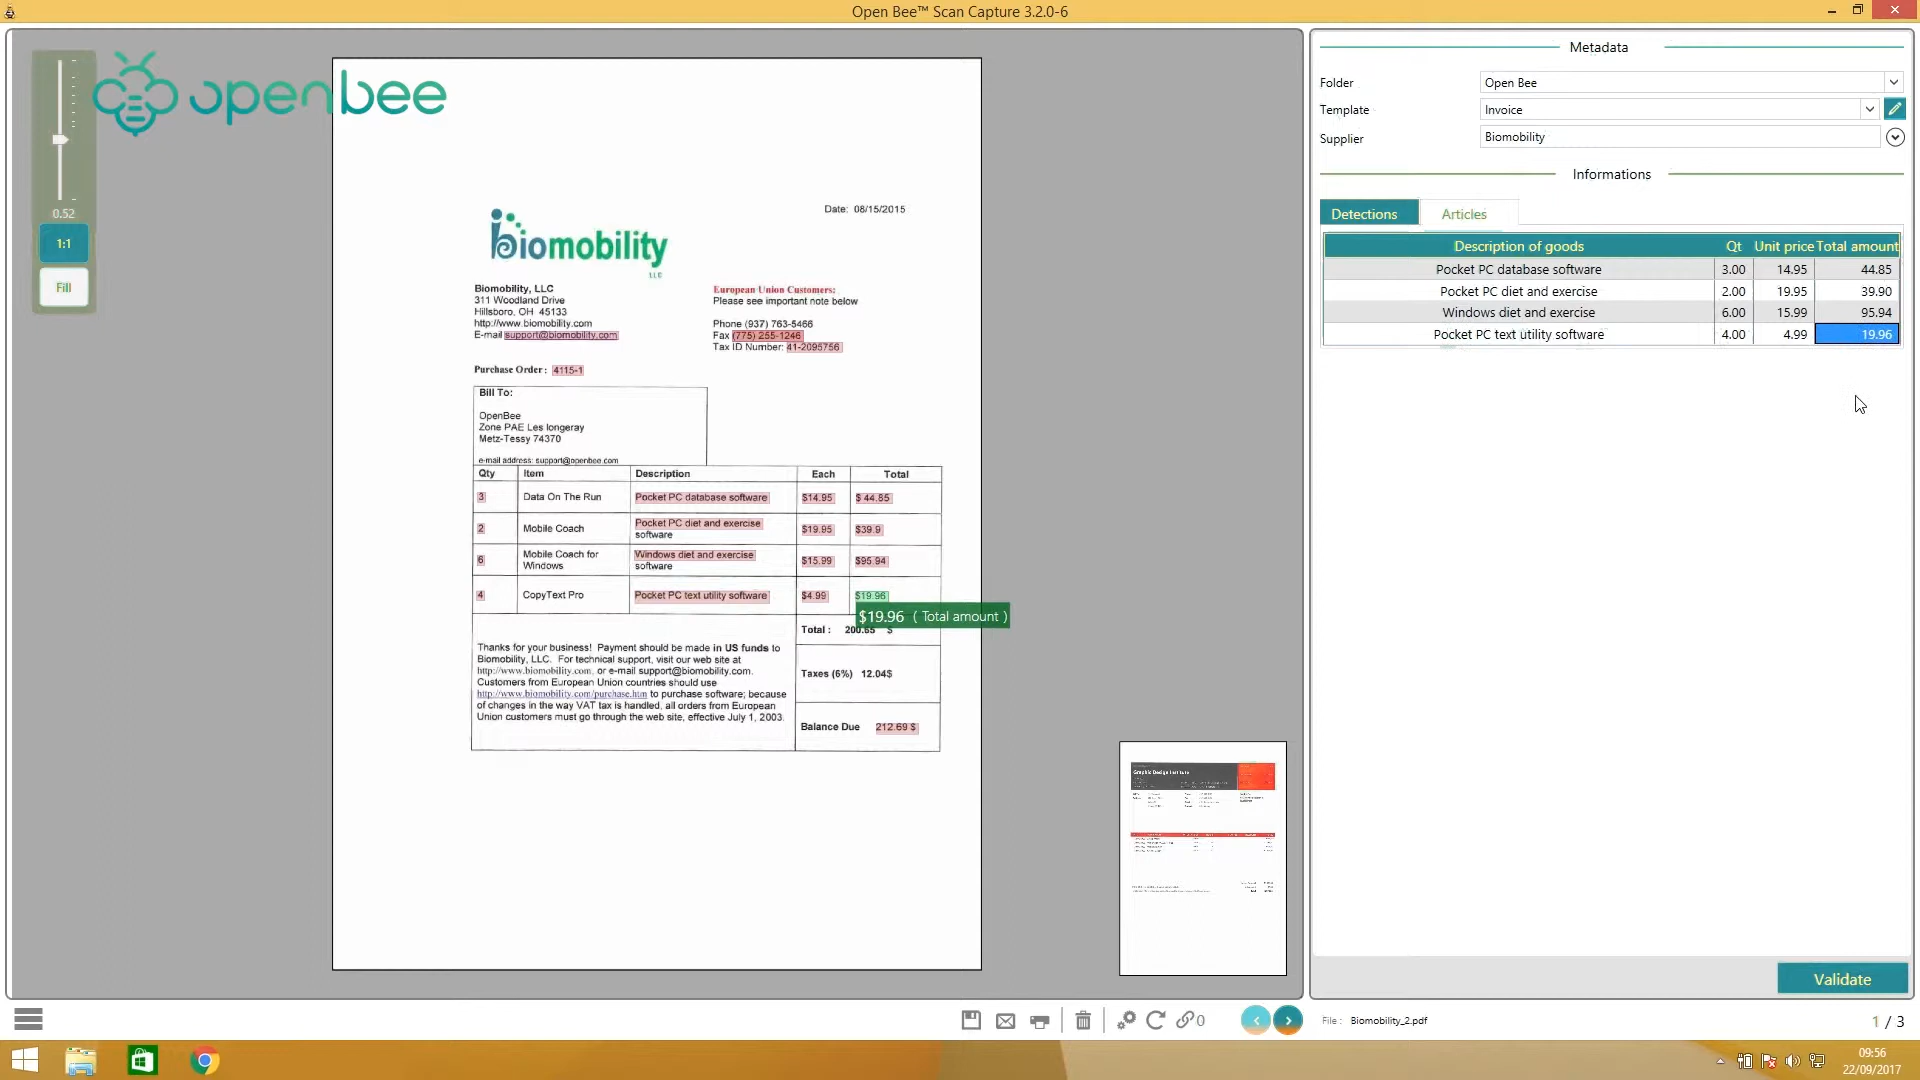 Open Bee™ Scan Capture 3.2.0-6
openbee
0.52
1:1
Fill
Date: 08/15/2015
biomobility
LLC
Biomobility, LLC
311 Woodland Drive
Hillsboro, OH 45133
http://www.biomobility.com
E-mail support@biomobility.com
European Union Customers:
Please see important note below
Phone (937) 763-5466
Fax (775) 255-1246
Tax ID Number: 41-2095756
Purchase Order : 4115-1
Bill To:
OpenBee
Zone PAE Les longeray
Metz-Tessy 74370
e-mail address: support@openbee.com
Qty Item Description Each Total
3 Data On The Run Pocket PC database software $14.95 $ 44.85
2 Mobile Coach Pocket PC diet and exercise software $19.95 $39.9
6 Mobile Coach for Windows Windows diet and exercise software $15.99 $95.94
4 CopyText Pro Pocket PC text utility software $4.99 $19.96
$19.96 ( Total amount )
Total : 200.65 $
Taxes (6%) 12.04$
Balance Due 212.69 $
Thanks for your business! Payment should be made in US funds to
Biomobility, LLC. For technical support, visit our web site at
http://www.biomobility.com, or e-mail support@biomobility.com.
Customers from European Union countries should use
http://www.biomobility.com/purchase.htm to purchase software; because
of changes in the way VAT tax is handled, all orders from European
Union customers must go through the web site, effective July 1, 2003.
Graphic Design Institute
Metadata
Folder Open Bee
Template Invoice
Supplier Biomobility
Informations
Detections Articles
Description of goods Qt Unit price Total amount
Pocket PC database software 3.00 14.95 44.85
Pocket PC diet and exercise 2.00 19.95 39.90
Windows diet and exercise 6.00 15.99 95.94
Pocket PC text utility software 4.00 4.99 19.96
Validate
0
File : Biomobility_2.pdf
1 / 3
09:56
22/09/2017